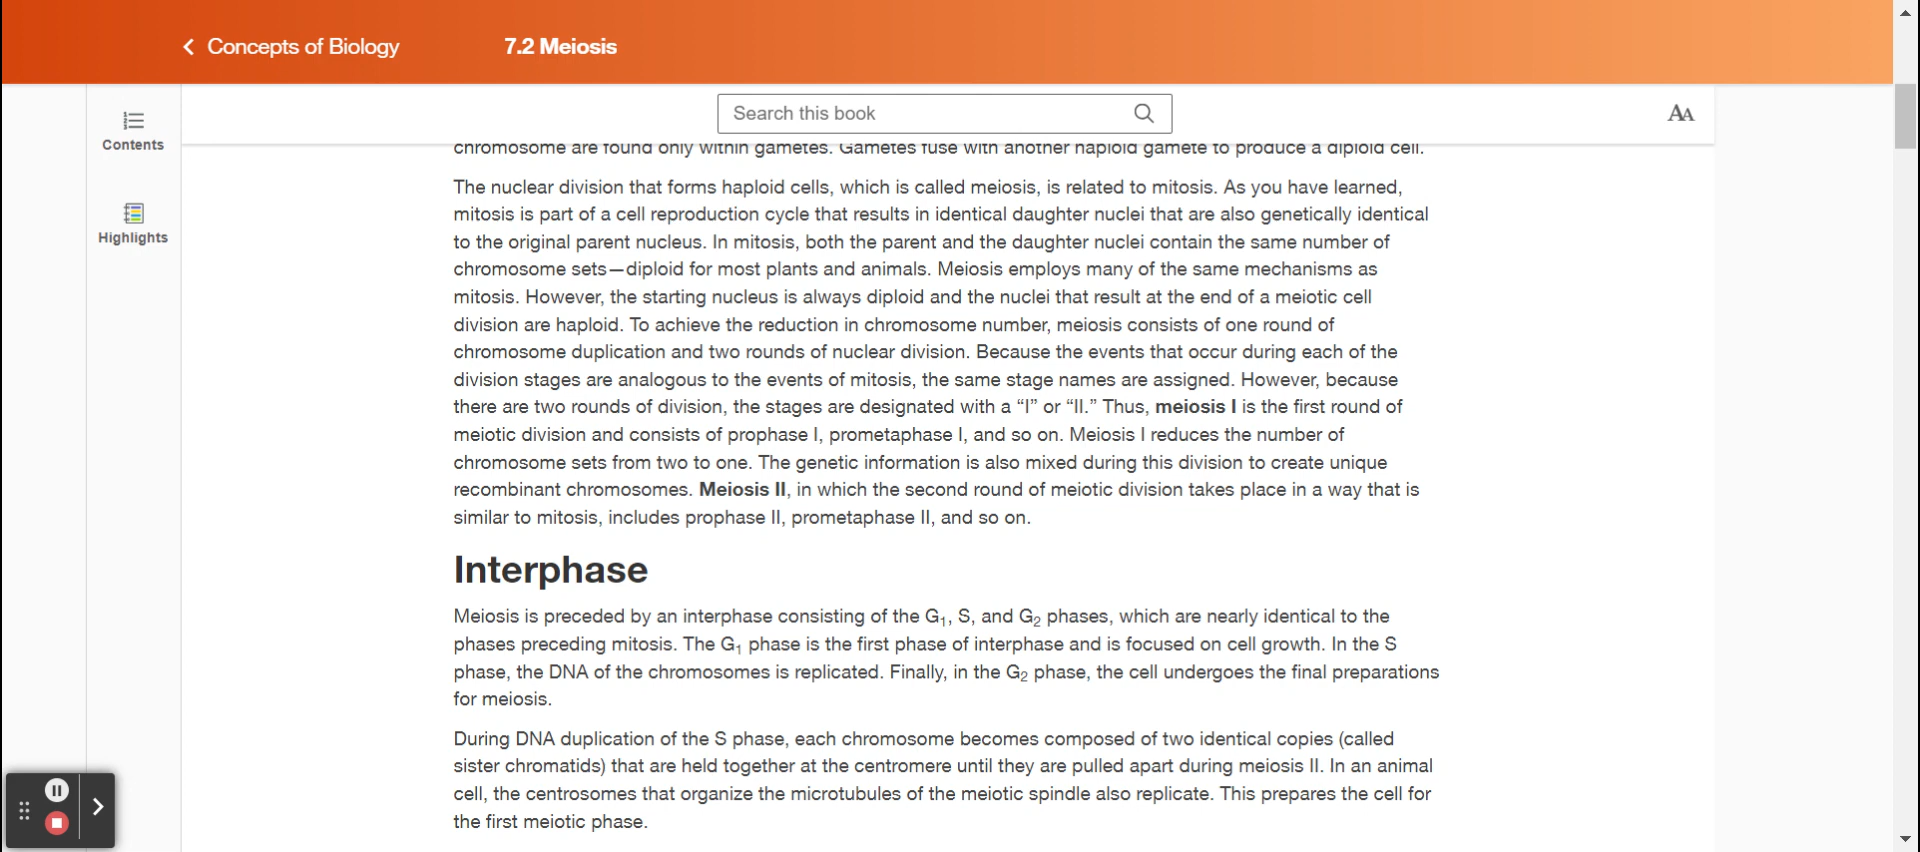 Concepts of Biology
7.2 Meiosis
Search this book
AA
Contents
Highlights
chromosome are found only within gametes. Gametes fuse with another haploid gamete to produce a diploid cell.
The nuclear division that forms haploid cells, which is called meiosis, is related to mitosis. As you have learned,
mitosis is part of a cell reproduction cycle that results in identical daughter nuclei that are also genetically identical
to the original parent nucleus. In mitosis, both the parent and the daughter nuclei contain the same number of
chromosome sets—diploid for most plants and animals. Meiosis employs many of the same mechanisms as
mitosis. However, the starting nucleus is always diploid and the nuclei that result at the end of a meiotic cell
division are haploid. To achieve the reduction in chromosome number, meiosis consists of one round of
chromosome duplication and two rounds of nuclear division. Because the events that occur during each of the
division stages are analogous to the events of mitosis, the same stage names are assigned. However, because
there are two rounds of division, the stages are designated with a “I” or “II.” Thus, meiosis I is the first round of
meiotic division and consists of prophase I, prometaphase I, and so on. Meiosis I reduces the number of
chromosome sets from two to one. The genetic information is also mixed during this division to create unique
recombinant chromosomes. Meiosis II, in which the second round of meiotic division takes place in a way that is
similar to mitosis, includes prophase II, prometaphase II, and so on.
Interphase
Meiosis is preceded by an interphase consisting of the G₁, S, and G₂ phases, which are nearly identical to the
phases preceding mitosis. The G₁ phase is the first phase of interphase and is focused on cell growth. In the S
phase, the DNA of the chromosomes is replicated. Finally, in the G₂ phase, the cell undergoes the final preparations
for meiosis.
During DNA duplication of the S phase, each chromosome becomes composed of two identical copies (called
sister chromatids) that are held together at the centromere until they are pulled apart during meiosis II. In an animal
cell, the centrosomes that organize the microtubules of the meiotic spindle also replicate. This prepares the cell for
the first meiotic phase.